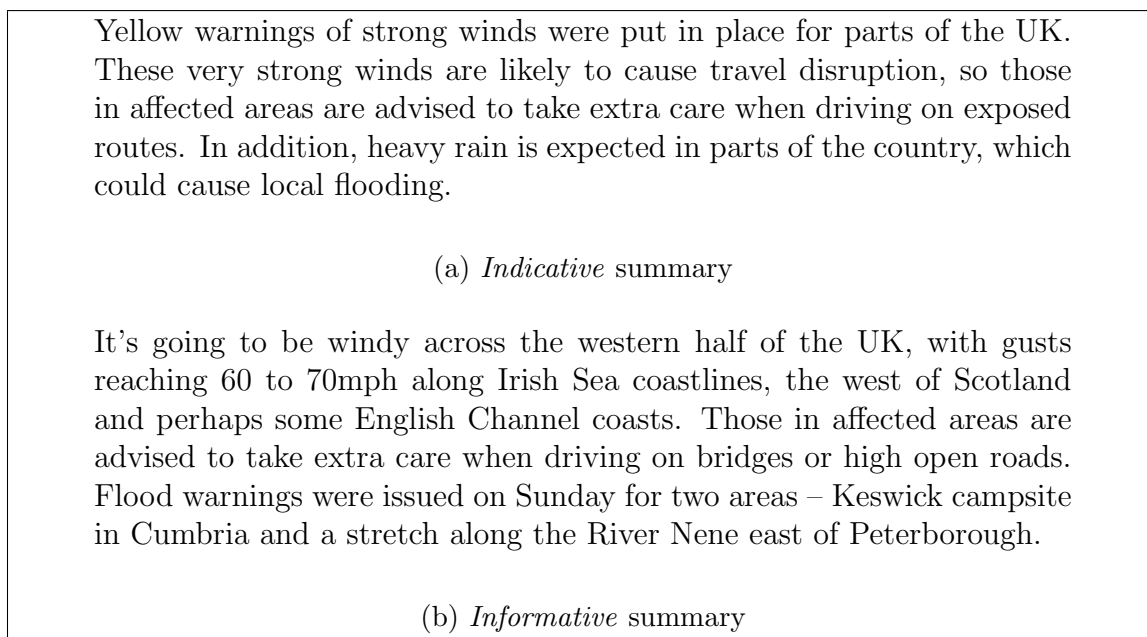 Yellow warnings of strong winds were put in place for parts of the UK.
These very strong winds are likely to cause travel disruption, so those
in affected areas are advised to take extra care when driving on exposed
routes. In addition, heavy rain is expected in parts of the country, which
could cause local flooding.
(a) Indicative summary
It's going to be windy across the western half of the UK, with gusts
reaching 60 to 70mph along Irish Sea coastlines, the west of Scotland
and perhaps some English Channel coasts. Those in affected areas are
advised to take extra care when driving on bridges or high open roads.
Flood warnings were issued on Sunday for two areas – Keswick campsite
in Cumbria and a stretch along the River Nene east of Peterborough.
(b) Informative summary